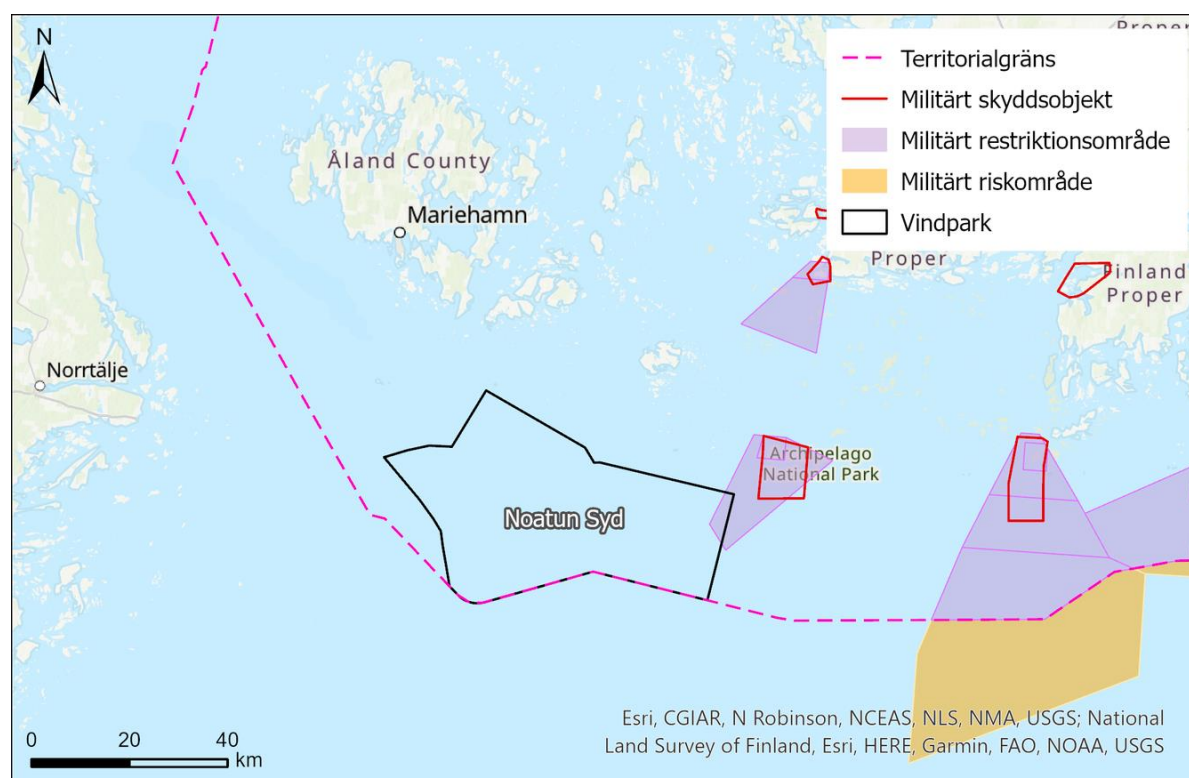 N
Territorialgräns
Militärt skyddsobjekt
Militärt restriktionsområde
Militärt riskområde
Vindpark
Proper
Åland County
Mariehamn
Proper
Finland
Proper
Norrtälje
Archipelago
National Park
Noatun Syd
0 20 40
km
Esri, CGIAR, N Robinson, NCEAS, NLS, NMA, USGS; National
Land Survey of Finland, Esri, HERE, Garmin, FAO, NOAA, USGS